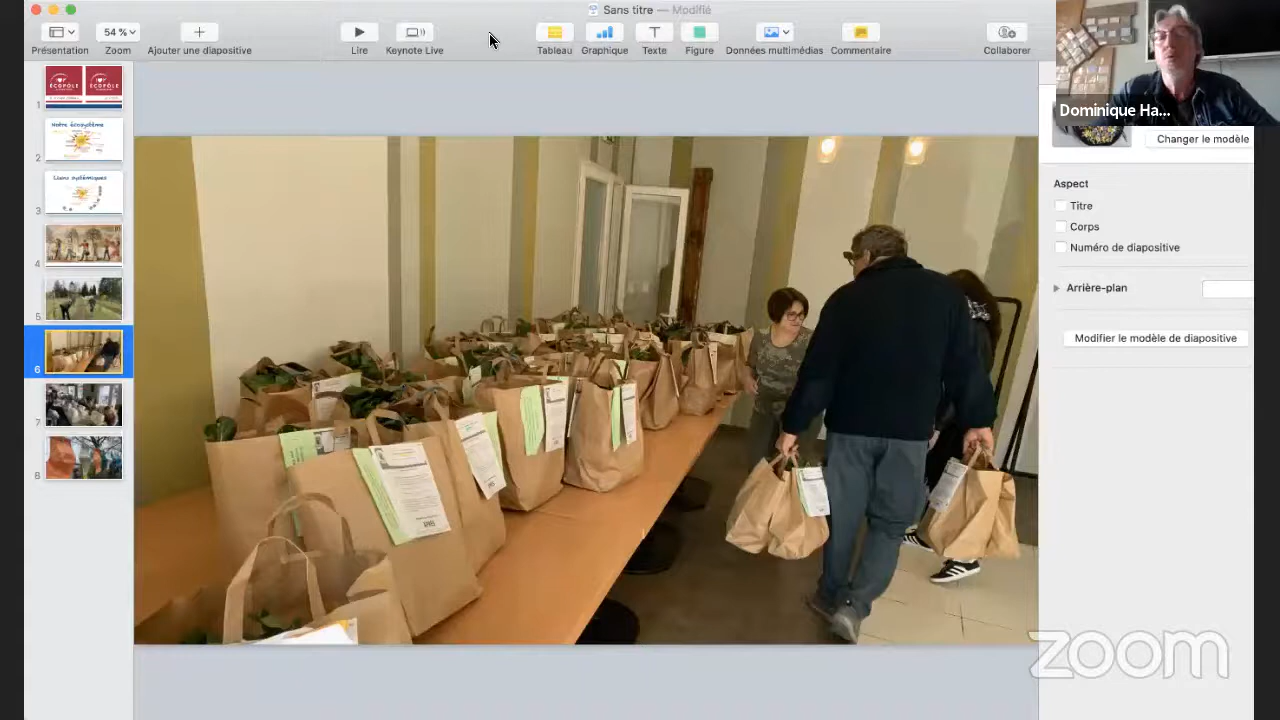 Sans titre — Modifié
Présentation
54 %
Zoom
Ajouter une diapositive
Lire
Keynote Live
Tableau
Graphique
Texte
Figure
Données multimédias
Commentaire
Collaborer
Dominique Ha...
Changer le modèle
Aspect
Titre
Corps
Numéro de diapositive
Arrière-plan
Modifier le modèle de diapositive
1
ÉCOPÔLE ÉCOPÔLE
2
Notre écosystème
3
Liens systémiques
4
5
6
7
8
zoom